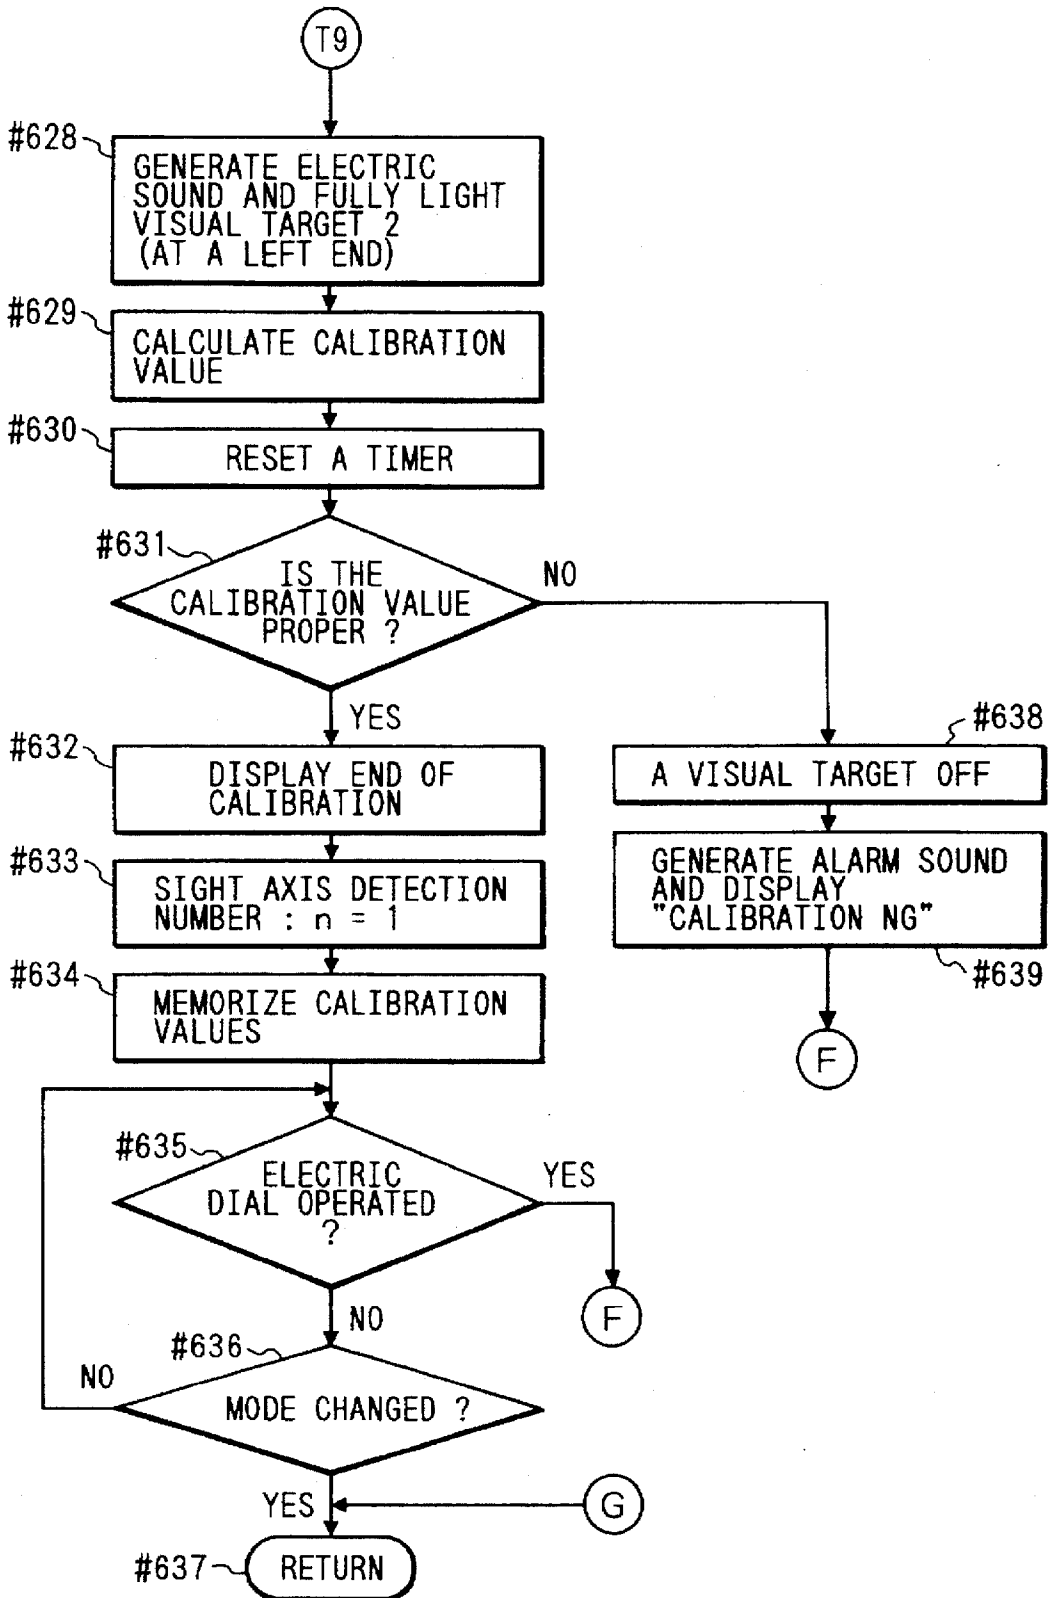 T9
#628
GENERATE ELECTRIC
SOUND AND FULLY LIGHT
VISUAL TARGET 2
(AT A LEFT END)
#629
CALCULATE CALIBRATION
VALUE
#630
RESET A TIMER
#631
IS THE
CALIBRATION VALUE
PROPER ?
NO
YES
#632
DISPLAY END OF
CALIBRATION
#633
SIGHT AXIS DETECTION
NUMBER : n = 1
#634
MEMORIZE CALIBRATION
VALUES
#638
A VISUAL TARGET OFF
GENERATE ALARM SOUND
AND DISPLAY
"CALIBRATION NG"
#639
F
#635
ELECTRIC
DIAL OPERATED
?
YES
F
NO
#636
MODE CHANGED ?
NO
YES
G
#637
RETURN